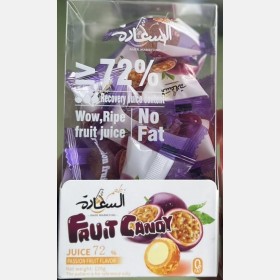 السعادة
≥72%
Recovery juice content
Wow,Ripe
fruit juice
No
Fat
السعادة
FRUIT CANDY
JUICE 72 %
PASSION FRUIT FLAVOR